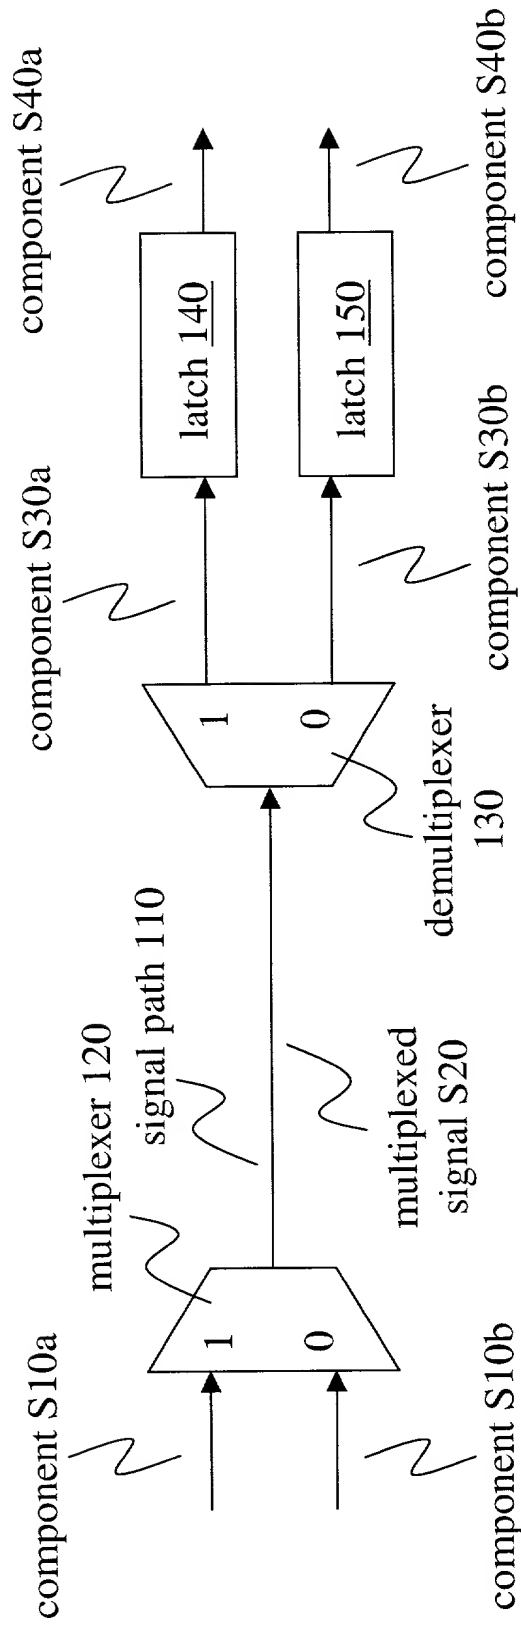 component S10a
multiplexer 120
signal path 110
component S30a
component S40a
1
0
1
0
latch 140
latch 150
component S10b
multiplexed
signal S20
demultiplexer
130
component S30b
component S40b